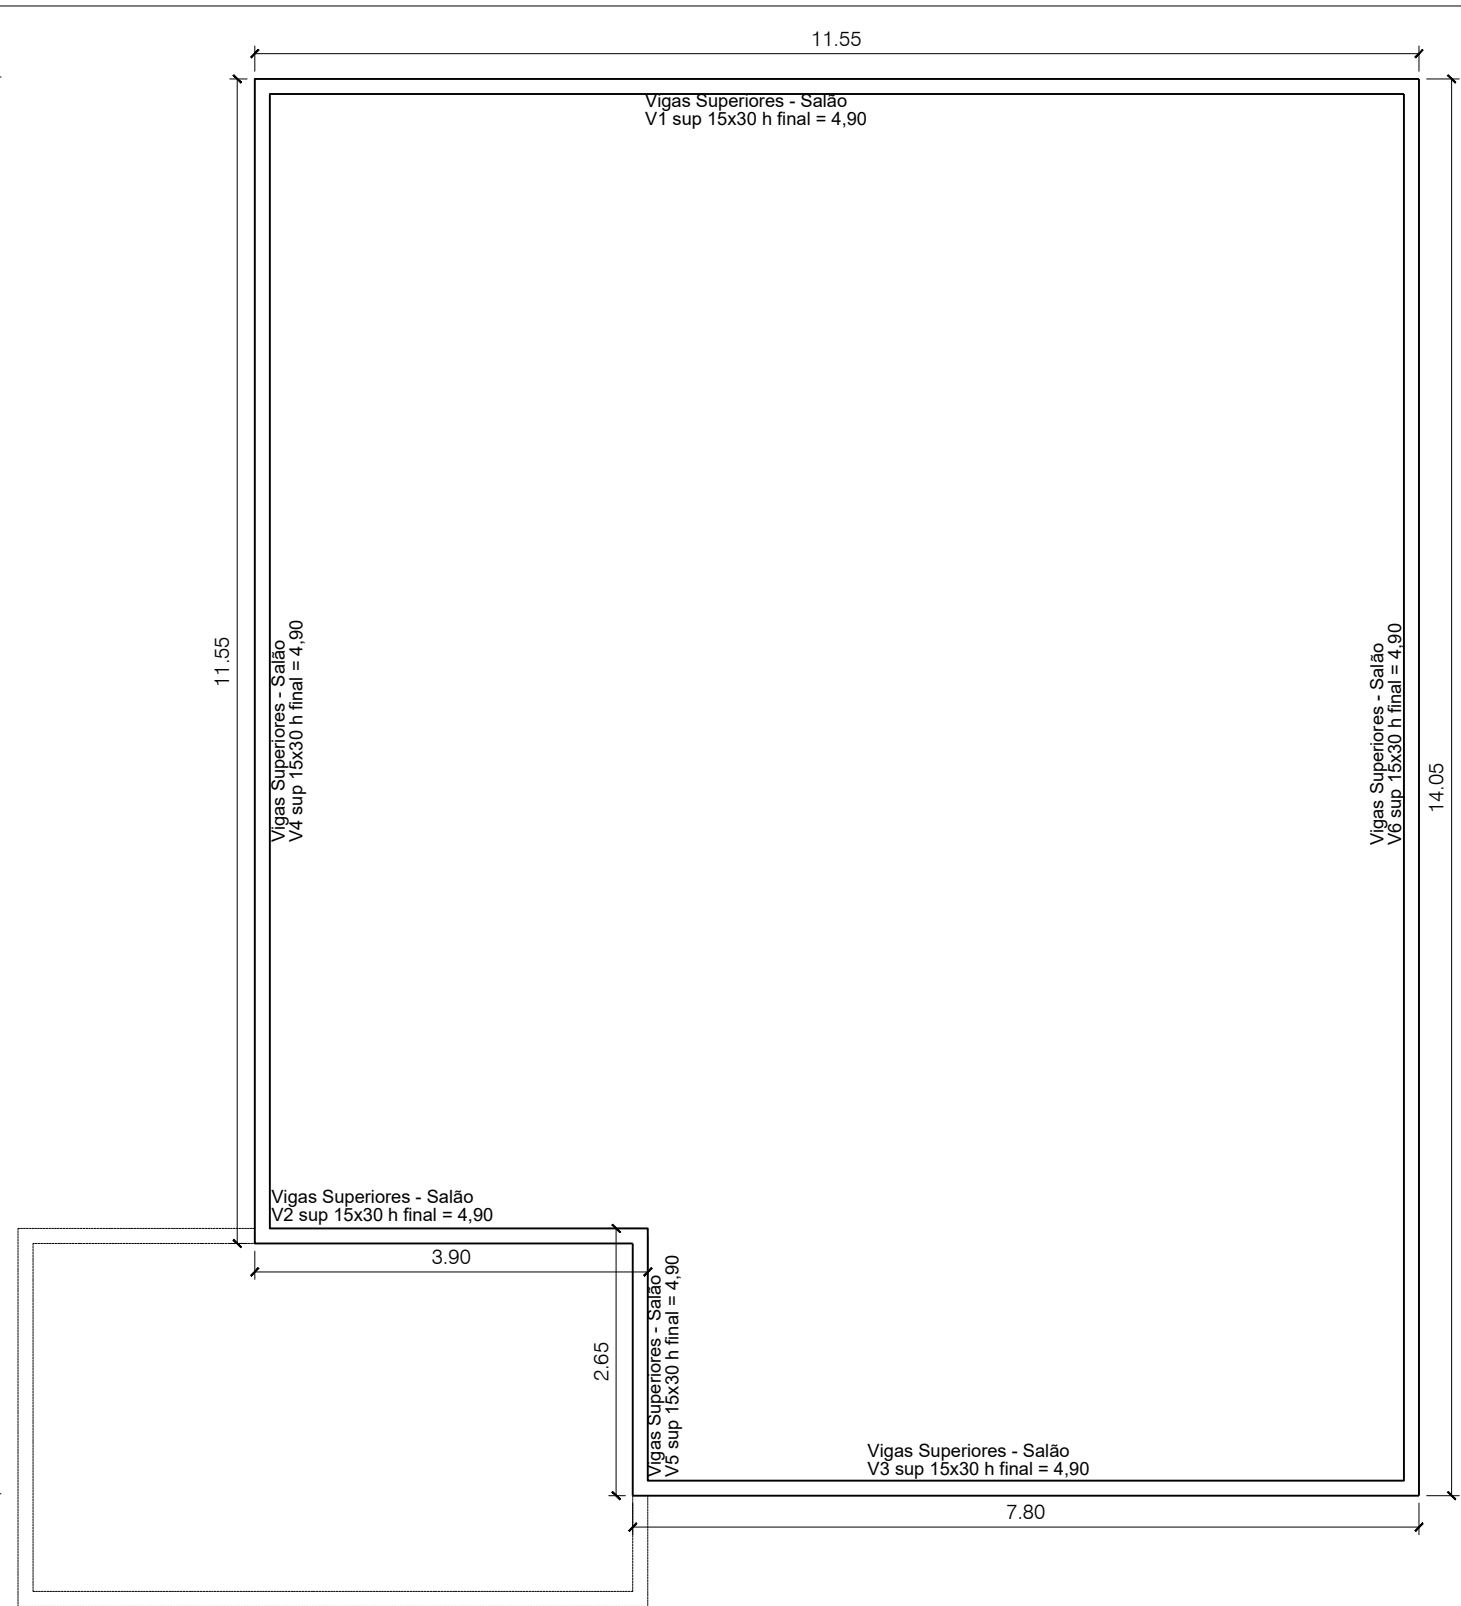 11.55
Vigas Superiores - Salão
V1 sup 15x30 h final = 4,90
11.55
Vigas Superiores - Salão
V4 sup 15x30 h final = 4,90
Vigas Superiores - Salão
V6 sup 15x30 h final = 4,90
14.05
Vigas Superiores - Salão
V2 sup 15x30 h final = 4,90
3.90
2.65
Vigas Superiores - Salão
V5 sup 15x30 h final = 4,90
Vigas Superiores - Salão
V3 sup 15x30 h final = 4,90
7.80